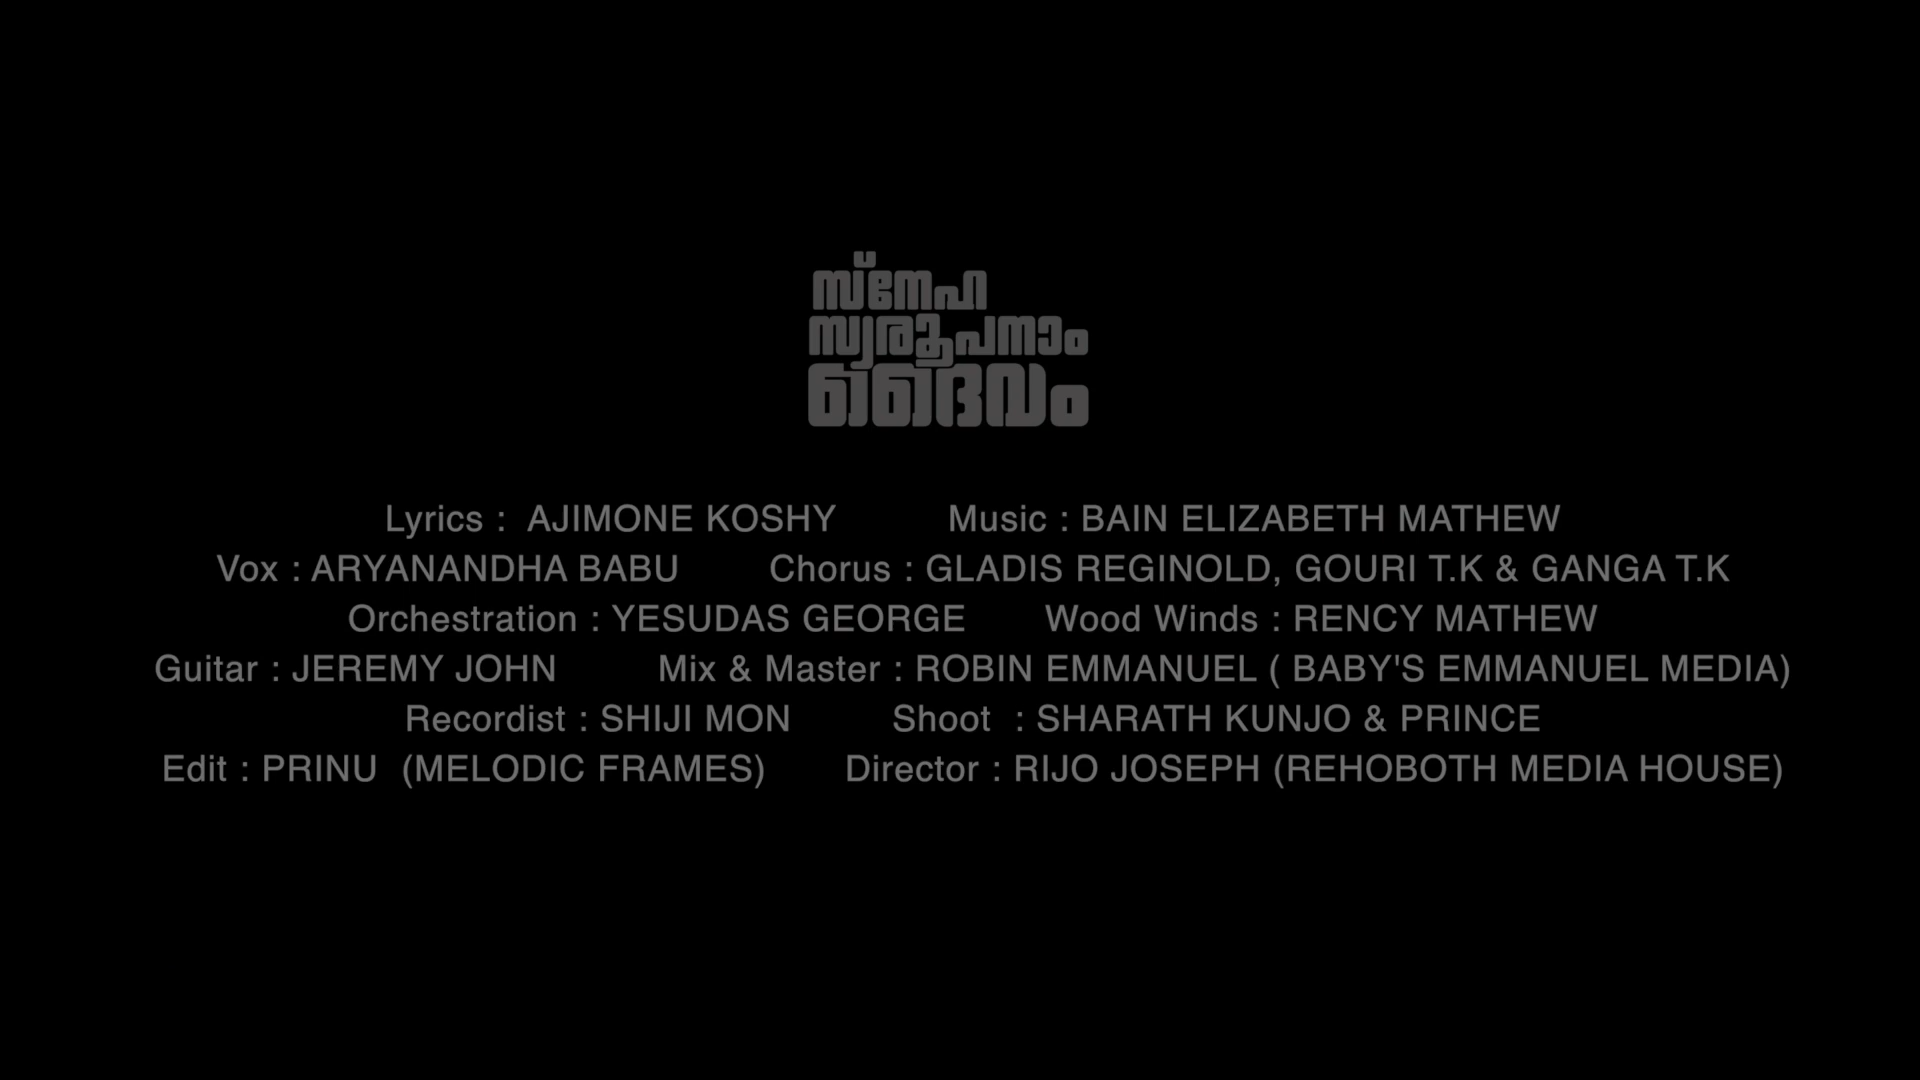 സ്നേഹ
സ്വരൂപനാം
ദൈവം
Lyrics : AJIMONE KOSHY Music : BAIN ELIZABETH MATHEW
Vox : ARYANANDHA BABU Chorus : GLADIS REGINOLD, GOURI T.K & GANGA T.K
Orchestration : YESUDAS GEORGE Wood Winds : RENCY MATHEW
Guitar : JEREMY JOHN Mix & Master : ROBIN EMMANUEL ( BABY'S EMMANUEL MEDIA)
Recordist : SHIJI MON Shoot : SHARATH KUNJO & PRINCE
Edit : PRINU (MELODIC FRAMES) Director : RIJO JOSEPH (REHOBOTH MEDIA HOUSE)